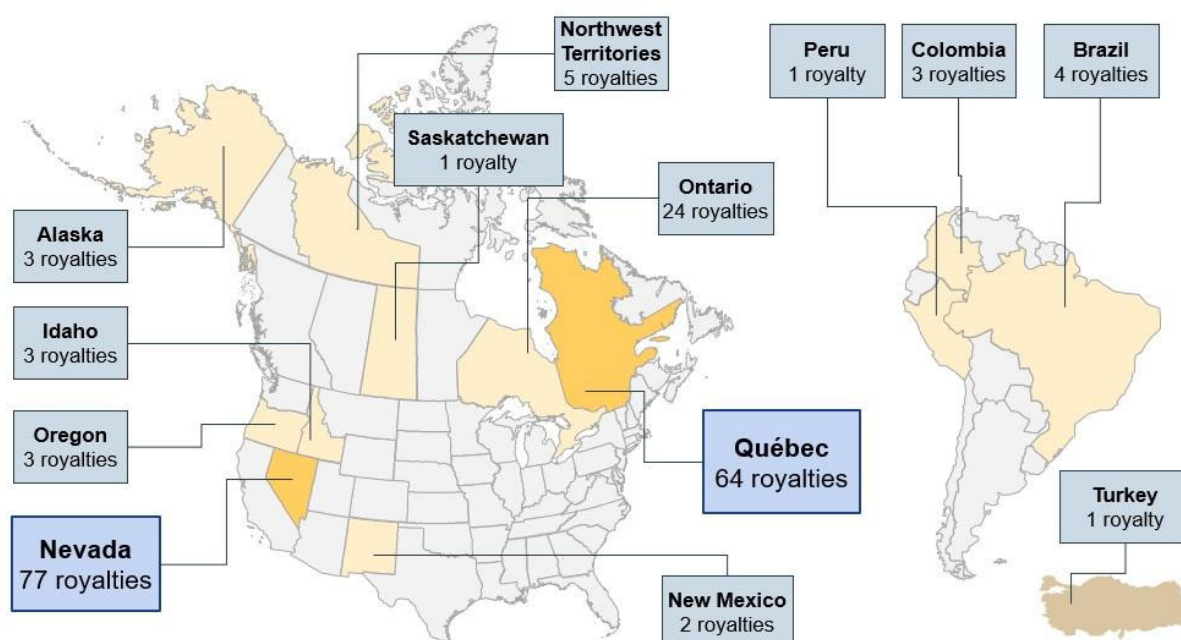 Northwest
Territories
5 royalties
Peru
1 royalty
Colombia
3 royalties
Brazil
4 royalties
Saskatchewan
1 royalty
Ontario
24 royalties
Alaska
3 royalties
Idaho
3 royalties
Oregon
3 royalties
Québec
64 royalties
Turkey
1 royalty
Nevada
77 royalties
New Mexico
2 royalties